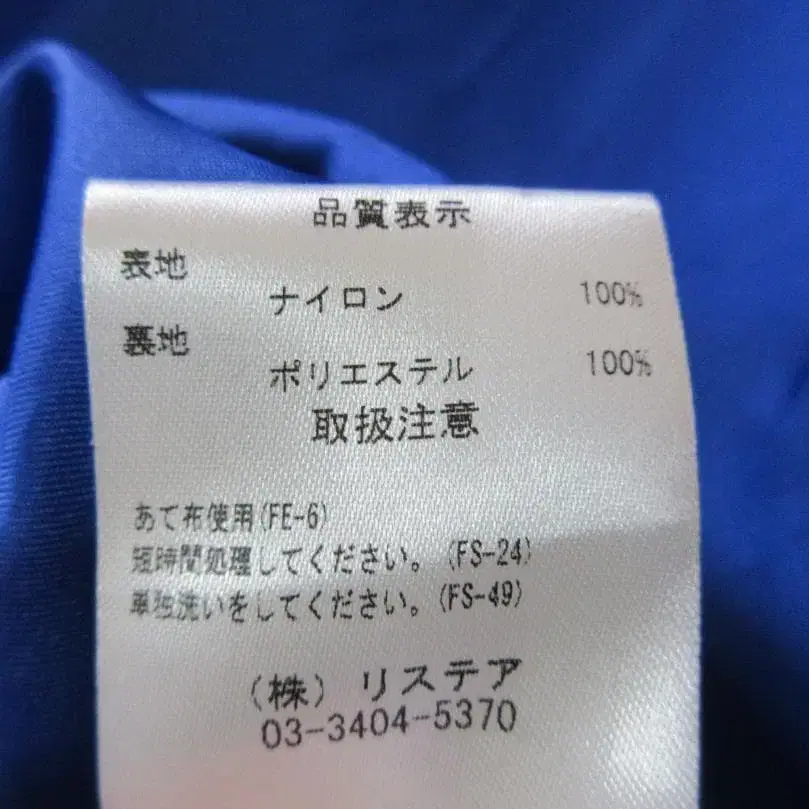 品質表示
表地
ナイロン 100%
裏地
ポリエステル 100%
取扱注意
あて布使用(FE-6)
短時間処理してください。(FS-24)
単独洗いをしてください。(FS-49)
(株) リステア
03-3404-5370